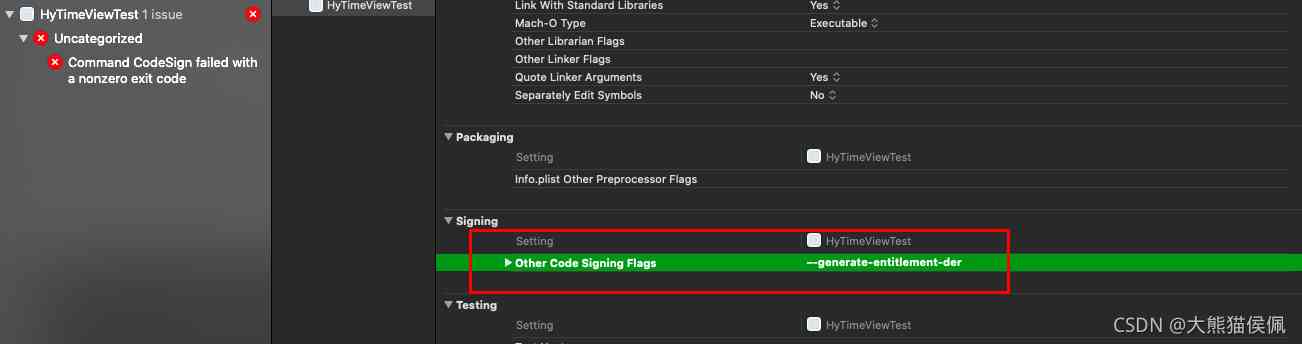 HyTimeViewTest 1 issue
Uncategorized
Command CodeSign failed with
a nonzero exit code
HyTimeViewTest
Link With Standard Libraries Yes
Mach-O Type Executable
Other Librarian Flags
Other Linker Flags
Quote Linker Arguments Yes
Separately Edit Symbols No
Packaging
Setting HyTimeViewTest
Info.plist Other Preprocessor Flags
Signing
Setting HyTimeViewTest
Other Code Signing Flags --generate-entitlement-der
Testing
Setting HyTimeViewTest
CSDN @大熊猫侯佩